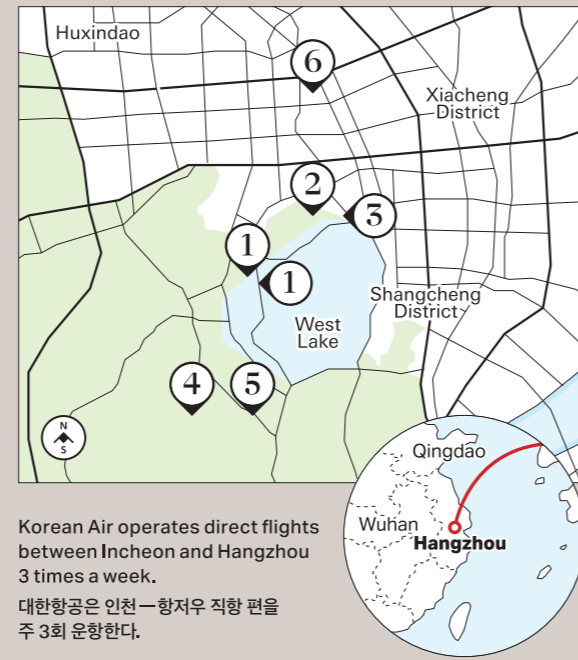 Huxindao
6
Xiacheng
District
2
3
1
1
Shangcheng
District
West
Lake
4
5
N
S
Qingdao
Wuhan
Hangzhou
Korean Air operates direct flights
between Incheon and Hangzhou
3 times a week.
대한항공은 인천ー항저우 직항 편을
주 3회 운항한다.